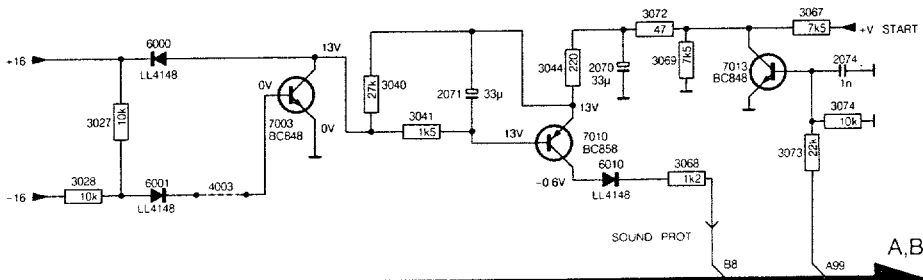 3072
47
3067
7k5
+V START
6000
LL4148
13V
+16
3040
27k
3044
220
2070
33μ
3069
7k5
7013
BC848
2074
1n
0V
2071
33μ
3027
10k
7003
BC848
0V
3041
1k5
13V
13V
7010
BC858
3074
10k
3073
22k
-16
3028
10k
6001
LL4148
4003
-0.6V
6010
LL4148
3068
1k2
SOUND PROT
B8
A99
A,B